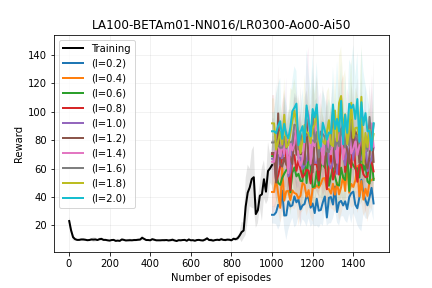 LA100-BETAm01-NN016/LR0300-Ao00-Ai50
Reward
140
120
100
80
60
40
20
Training
(l=0.2)
(l=0.4)
(l=0.6)
(l=0.8)
(l=1.0)
(l=1.2)
(l=1.4)
(l=1.6)
(l=1.8)
(l=2.0)
0 200 400 600 800 1000 1200 1400
Number of episodes